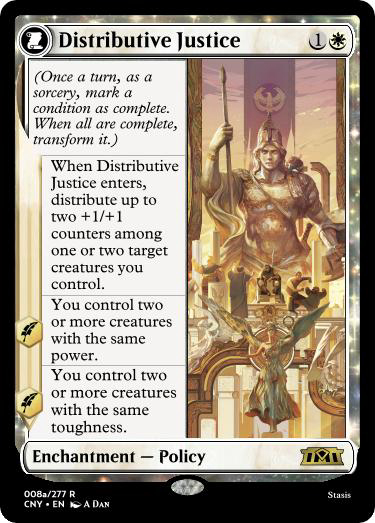 Distributive Justice 1
(Once a turn, as a
sorcery, mark a
condition as complete.
When all are complete,
transform it.)
When Distributive
Justice enters,
distribute up to
two +1/+1
counters among
one or two target
creatures you
control.
You control two
or more creatures
with the same
power.
You control two
or more creatures
with the same
toughness.
Enchantment — Policy
008a/277 R
CNY • EN A DAN
Stasis